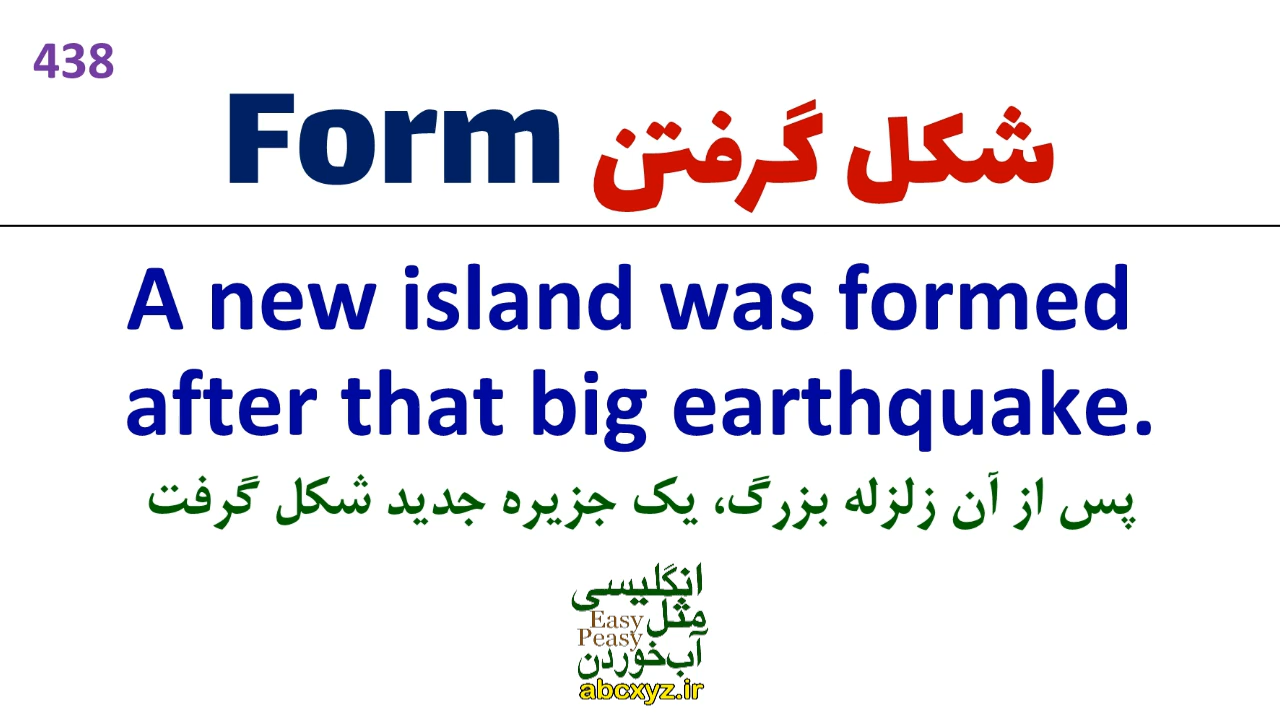 438
Form شکل گرفتن
A new island was formed
after that big earthquake.
پس از آن زلزله بزرگ، یک جزیره جدید شکل گرفت
انگلیسی
مثل Easy
Peasy
آب‌خوردن
abcxyz.ir